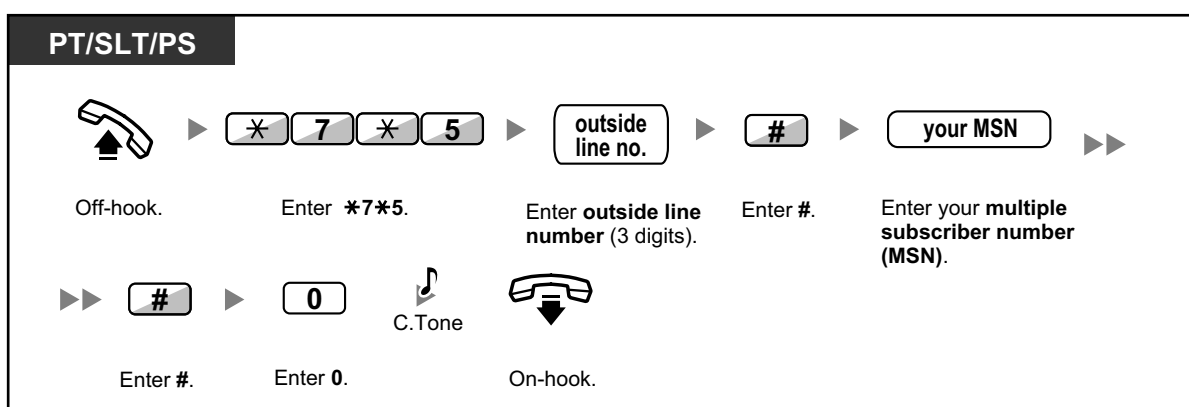 PT/SLT/PS
* 7 * 5
outside
line no.
#
your MSN
Off-hook.
Enter *7*5.
Enter outside line
number (3 digits).
Enter #.
Enter your multiple
subscriber number
(MSN).
#
0
C.Tone
Enter #.
Enter 0.
On-hook.